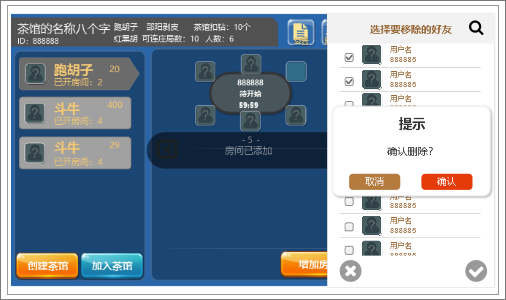 茶馆的名称八个字
跑胡子 邵阳剥皮 茶馆扣钻：10个
ID：888888
红黑胡 可连庄局数：10 人数：6
跑胡子 20
已开房间：2
斗牛 400
已开房间：4
斗牛 29
已开房间：4
创建茶馆
加入茶馆
888888
待开始
59:59
- 5 -
房间已添加
增加房
选择要移除的好友
用户名
888885
用户名
888885
用户名
提示
确认删除?
取消
确认
用户名
888885
用户名
888885
用户名
888885